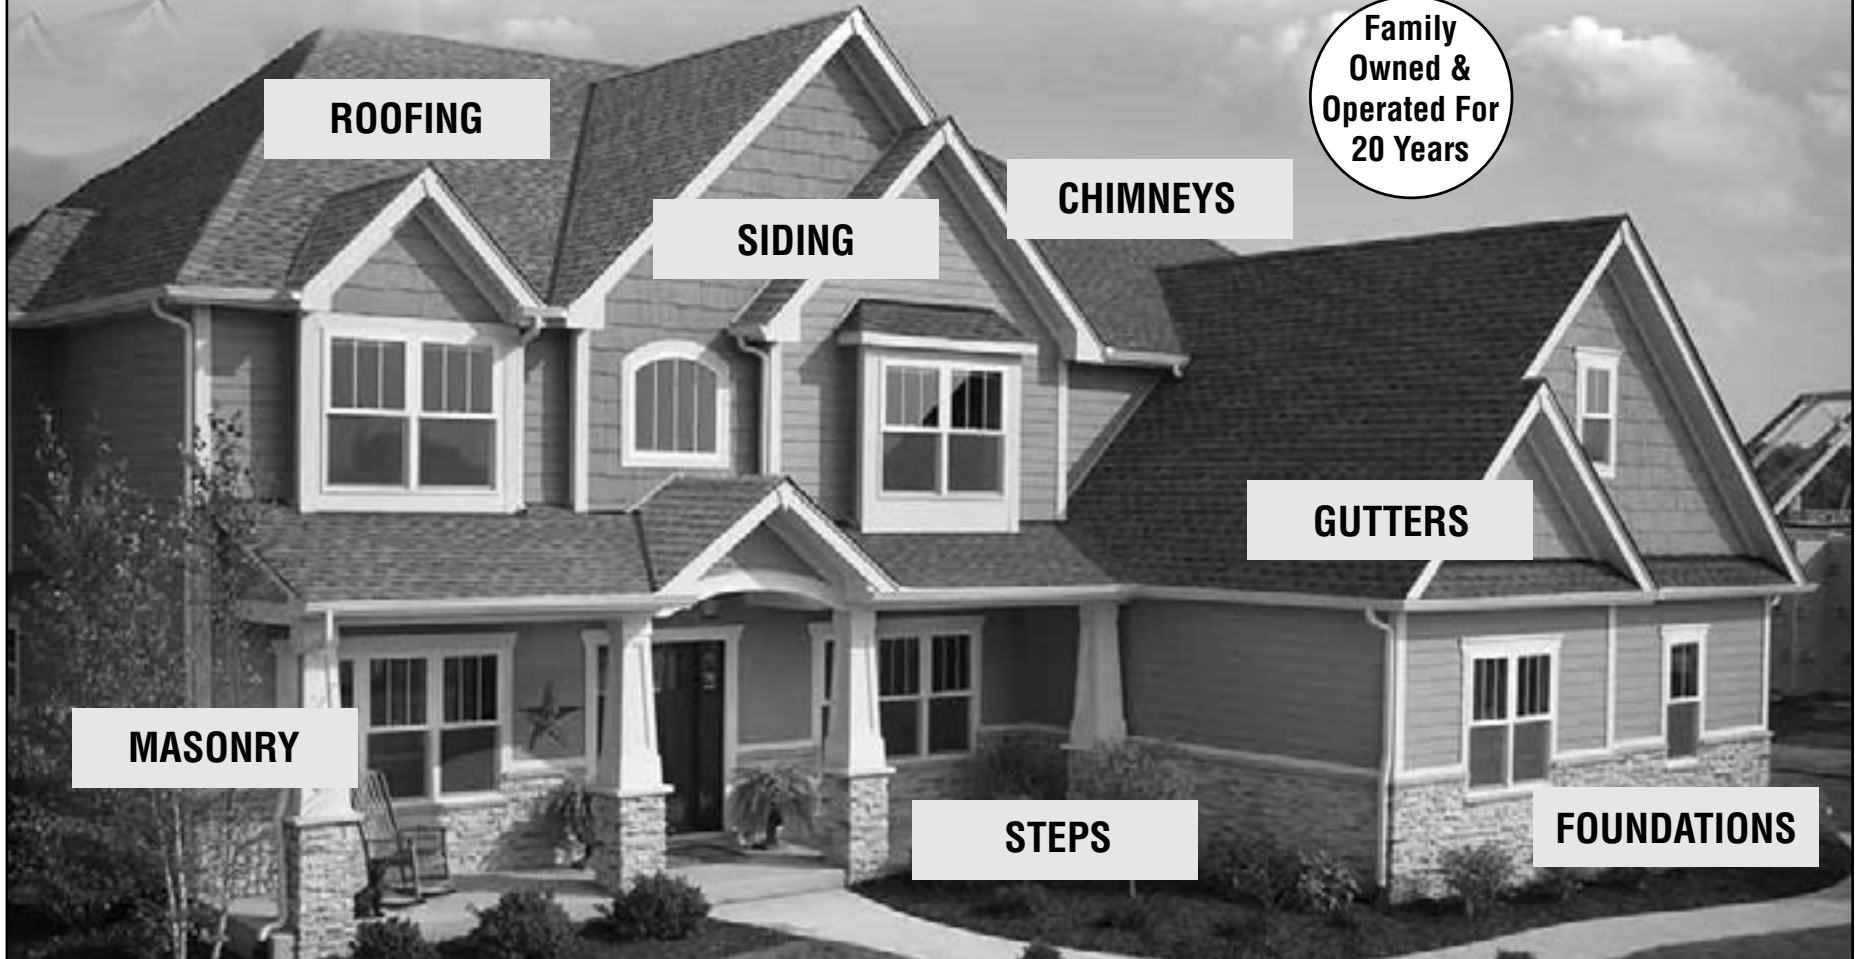 Family
Owned &
Operated For
20 Years
ROOFING
CHIMNEYS
SIDING
GUTTERS
MASONRY
STEPS
FOUNDATIONS